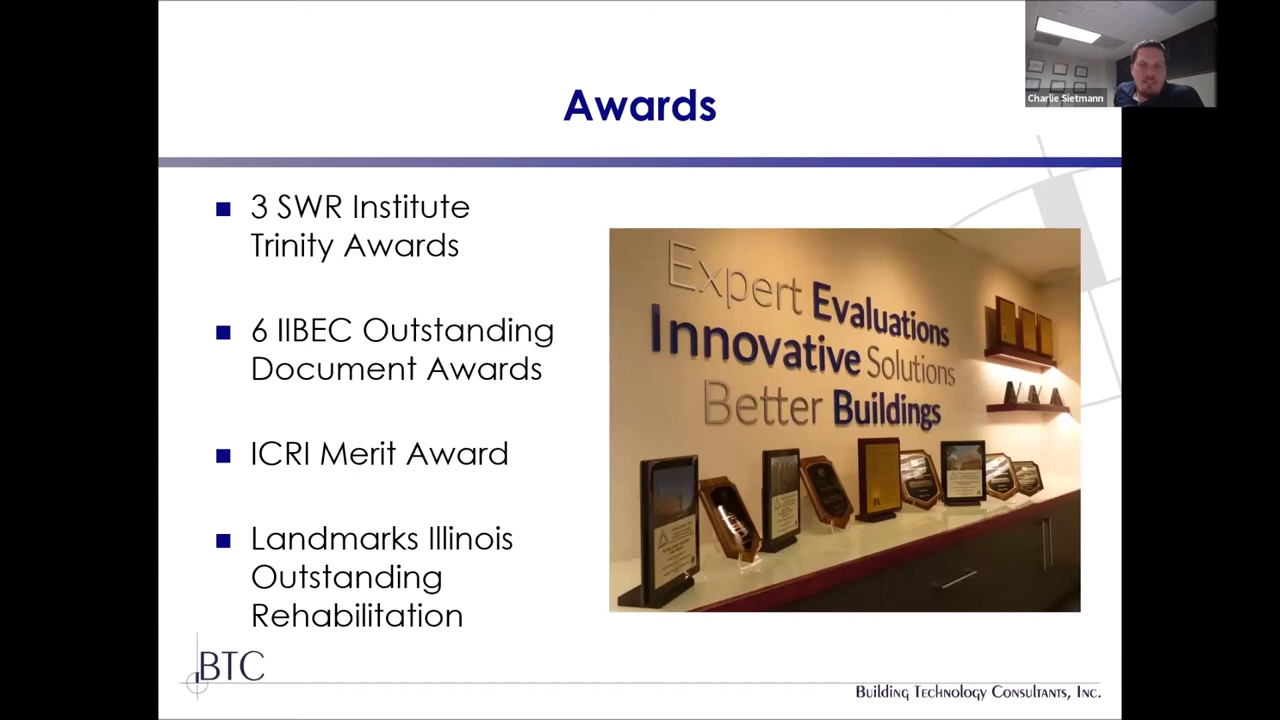 Charlie Sietmann
Awards
3 SWR Institute
Trinity Awards
6 IIBEC Outstanding
Document Awards
ICRI Merit Award
Landmarks Illinois
Outstanding
Rehabilitation
Expert Evaluations
Innovative Solutions
Better Buildings
BTC
Building Technology Consultants, Inc.